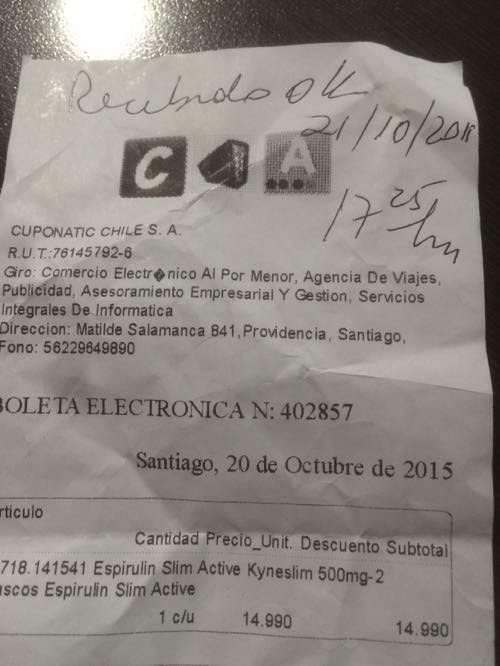 Recibido OK
21/10/2015
17 25 hrs
C A
CUPONATIC CHILE S. A.
R.U.T.:76145792-6
Giro: Comercio Electr�nico Al Por Menor, Agencia De Viajes,
Publicidad, Asesoramiento Empresarial Y Gestion, Servicios
Integrales De Informatica
Direccion: Matilde Salamanca 841,Providencia, Santiago,
Fono: 56229649890
BOLETA ELECTRONICA N: 402857
Santiago, 20 de Octubre de 2015
rticulo
Cantidad Precio_Unit. Descuento Subtotal
718.141541 Espirulin Slim Active Kyneslim 500mg-2
ascos Espirulin Slim Active
1 c/u 14.990 14.990